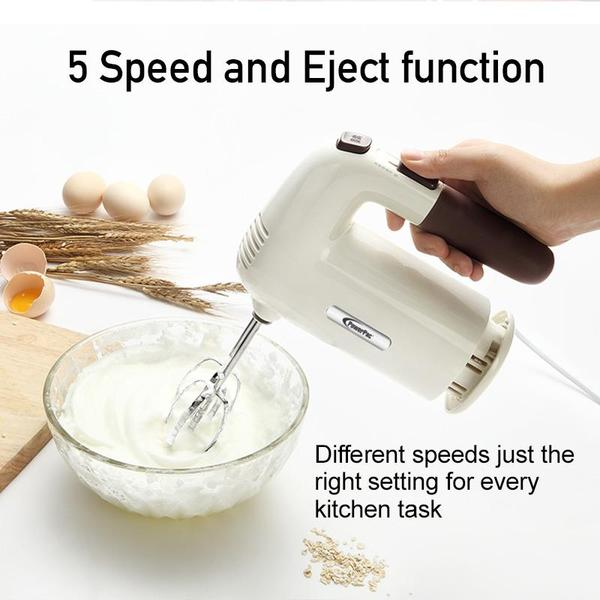 5 Speed and Eject function
PowerPac
Different speeds just the
right setting for every
kitchen task